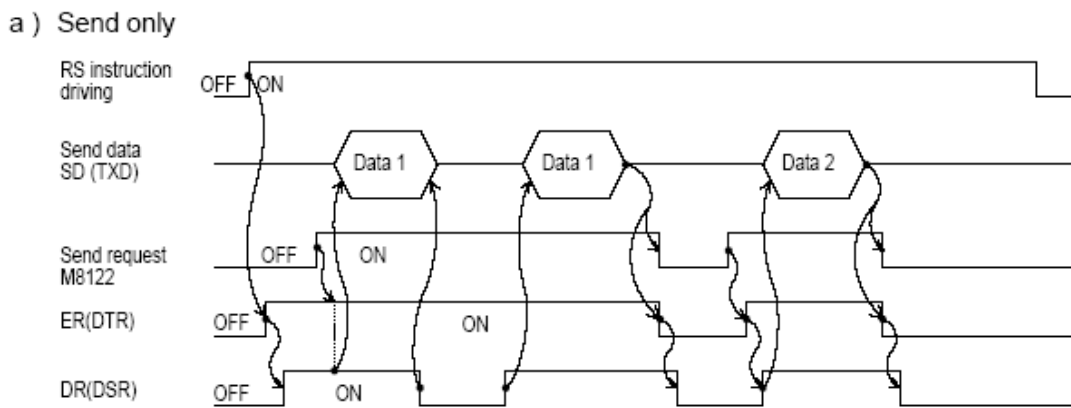 a ) Send only
RS instruction
driving
OFF
ON
Send data
SD (TXD)
Data 1
Data 1
Data 2
Send request
M8122
OFF
ON
ER(DTR)
OFF
ON
DR(DSR)
OFF
ON